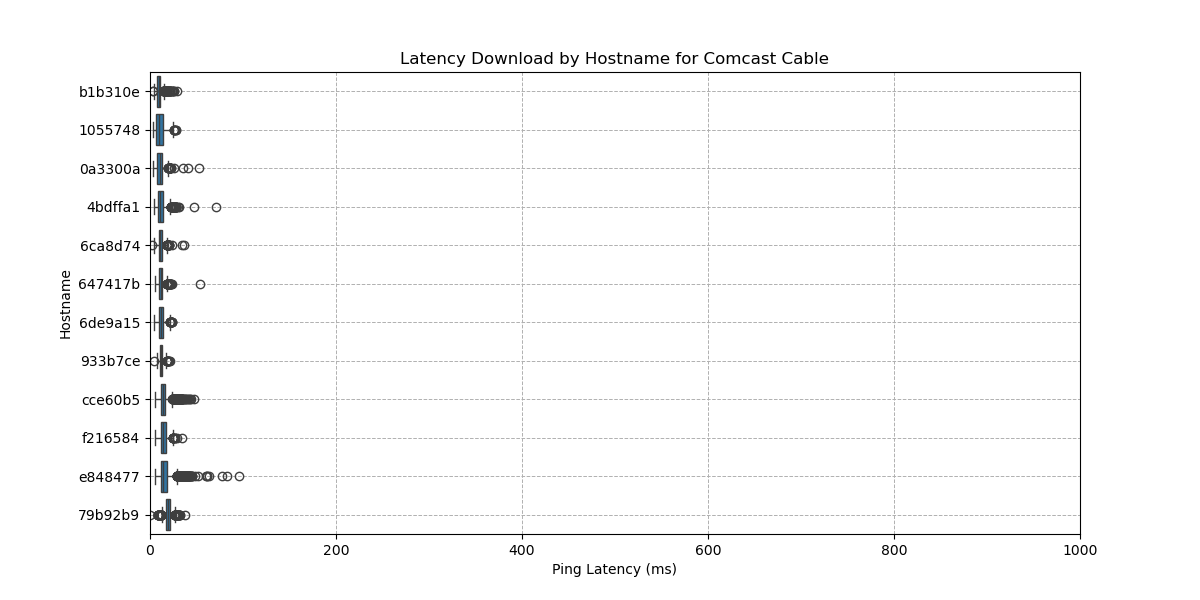 Latency Download by Hostname for Comcast Cable
Hostname
b1b310e
1055748
0a3300a
4bdffa1
6ca8d74
647417b
6de9a15
933b7ce
cce60b5
f216584
e848477
79b92b9
0 200 400 600 800 1000
Ping Latency (ms)